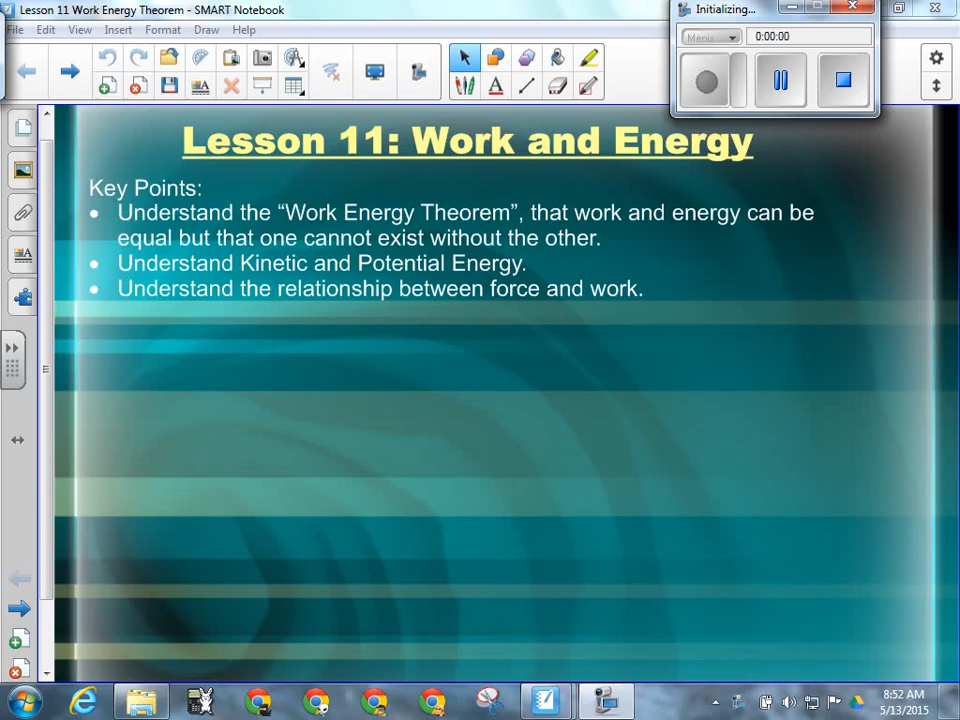 Lesson 11 Work Energy Theorem - SMART Notebook
Initializing...
File Edit View Insert Format Draw Help
Menu 0:00:00
Lesson 11: Work and Energy
Key Points:
• Understand the “Work Energy Theorem”, that work and energy can be
equal but that one cannot exist without the other.
• Understand Kinetic and Potential Energy.
• Understand the relationship between force and work.
8:52 AM
5/13/2015